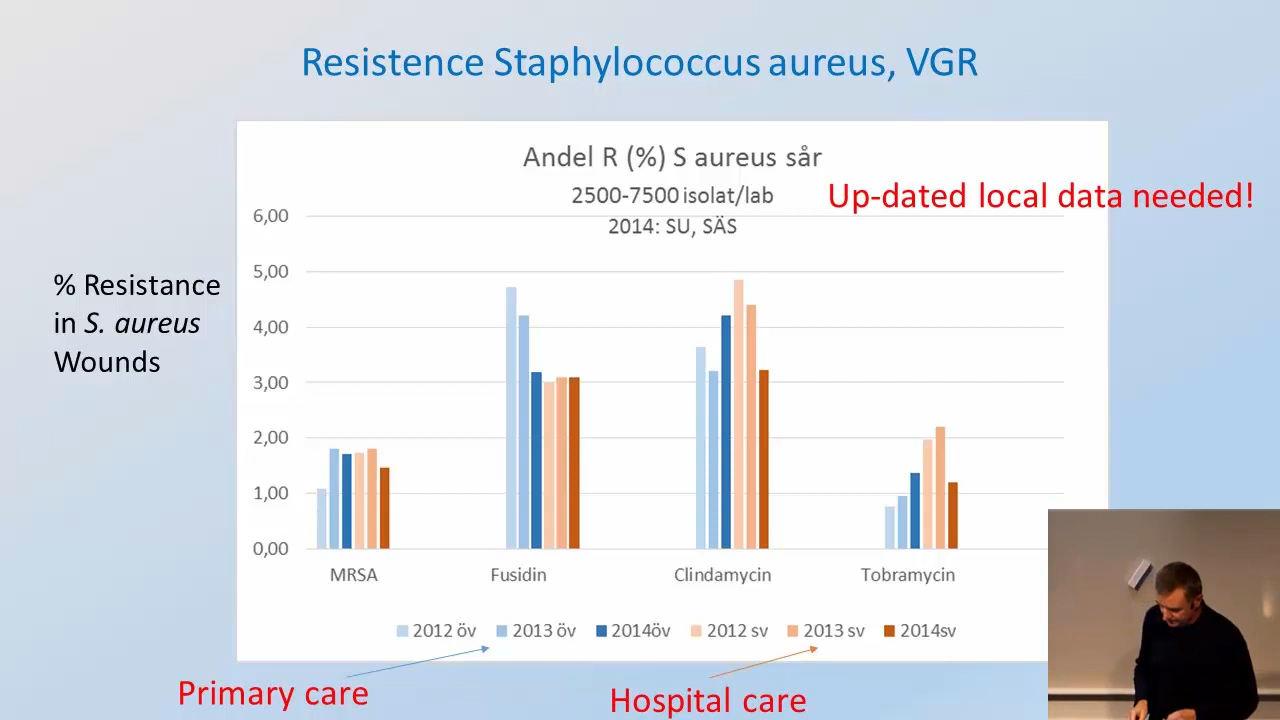 Resistence Staphylococcus aureus, VGR
Andel R (%) S aureus sår
2500-7500 isolat/lab
2014: SU, SÄS
Up-dated local data needed!
% Resistance
in S. aureus
Wounds
6,00
5,00
4,00
3,00
2,00
1,00
0,00
MRSA
Fusidin
Clindamycin
Tobramycin
2012 öv
2013 öv
2014öv
2012 sv
2013 sv
2014sv
Primary care
Hospital care